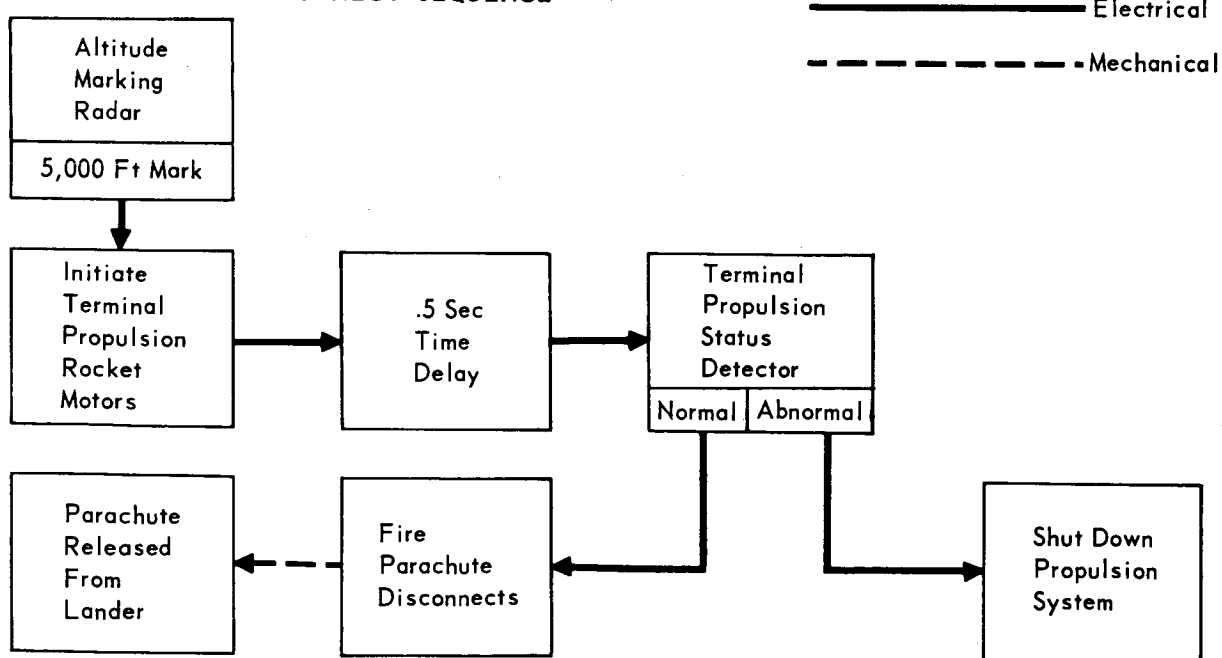 SEQUENCE
Electrical
Mechanical
Altitude
Marking
Radar
5,000 Ft Mark
Initiate
Terminal
Propulsion
Rocket
Motors
.5 Sec
Time
Delay
Terminal
Propulsion
Status
Detector
Normal
Abnormal
Parachute
Released
From
Lander
Fire
Parachute
Disconnects
Shut Down
Propulsion
System